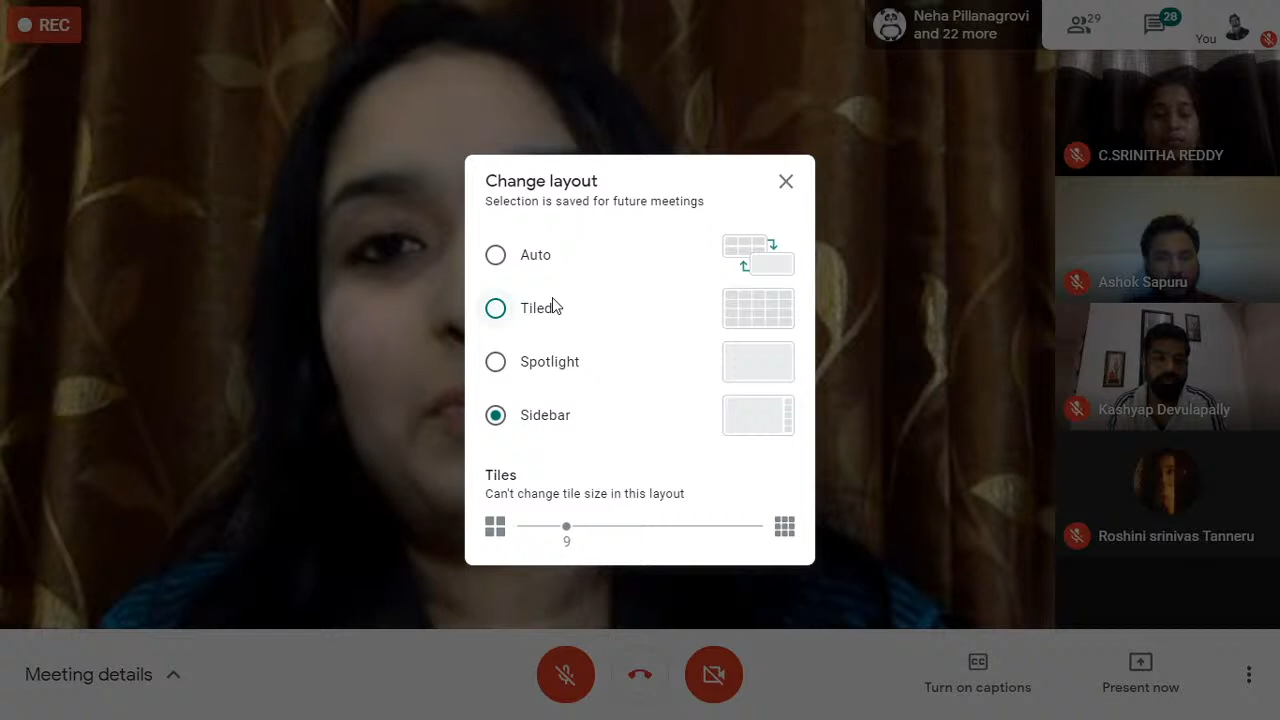 REC
Neha Pillanagrovi
and 22 more
29
28
You
C.SRINITHA REDDY
Ashok Sapuru
Kashyap Devulapally
Roshini srinivas Tanneru
Change layout
Selection is saved for future meetings
Auto
Tiled
Spotlight
Sidebar
Tiles
Can't change tile size in this layout
9
Meeting details
CC
Turn on captions
Present now